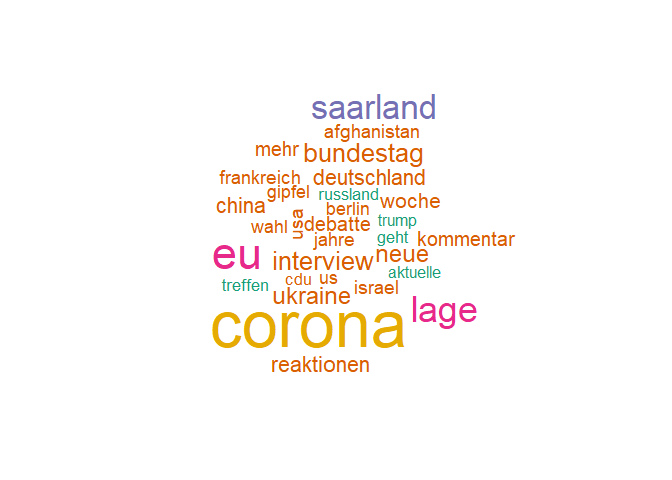 saarland
afghanistan
mehr
bundestag
frankreich
deutschland
gipfel
russland
woche
china
berlin
usa
wahl
debatte
trump
jahre
geht
kommentar
eu
interview
neue
aktuelle
treffen
cdu
us
israel
ukraine
lage
corona
reaktionen